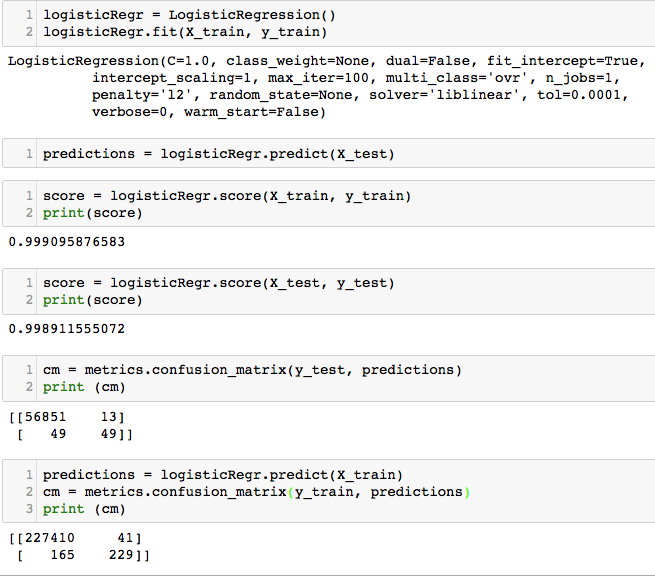 1 logisticRegr = LogisticRegression()
2 logisticRegr.fit(X_train, y_train)
LogisticRegression(C=1.0, class_weight=None, dual=False, fit_intercept=True,
intercept_scaling=1, max_iter=100, multi_class='ovr', n_jobs=1,
penalty='l2', random_state=None, solver='liblinear', tol=0.0001,
verbose=0, warm_start=False)
1 predictions = logisticRegr.predict(X_test)
1 score = logisticRegr.score(X_train, y_train)
2 print(score)
0.999095876583
1 score = logisticRegr.score(X_test, y_test)
2 print(score)
0.998911555072
1 cm = metrics.confusion_matrix(y_test, predictions)
2 print (cm)
[[56851    13]
 [   49    49]]
1 predictions = logisticRegr.predict(X_train)
2 cm = metrics.confusion_matrix(y_train, predictions)
3 print (cm)
[[227410     41]
 [   165    229]]